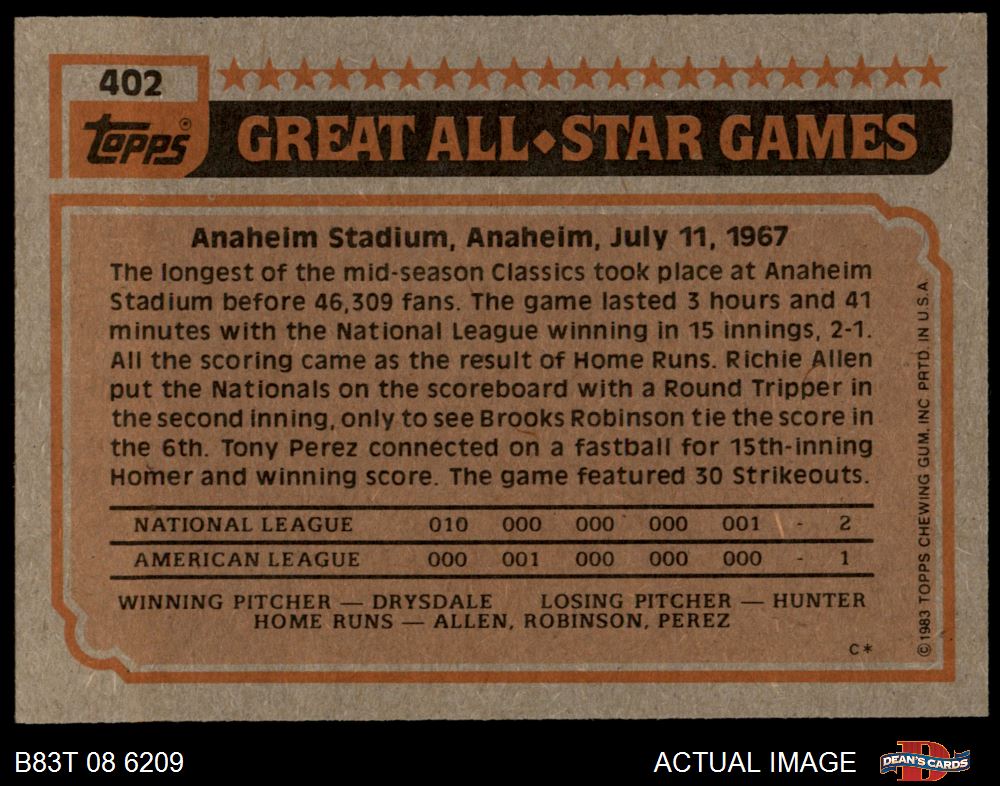 402
topps®
GREAT ALL◆STAR GAMES
Anaheim Stadium, Anaheim, July 11, 1967
The longest of the mid-season Classics took place at Anaheim
Stadium before 46,309 fans. The game lasted 3 hours and 41
minutes with the National League winning in 15 innings, 2-1.
All the scoring came as the result of Home Runs. Richie Allen
put the Nationals on the scoreboard with a Round Tripper in
the second inning, only to see Brooks Robinson tie the score in
the 6th. Tony Perez connected on a fastball for 15th-inning
Homer and winning score. The game featured 30 Strikeouts.
NATIONAL LEAGUE 010 000 000 000 001 - 2
AMERICAN LEAGUE 000 001 000 000 000 - 1
WINNING PITCHER — DRYSDALE LOSING PITCHER — HUNTER
HOME RUNS — ALLEN, ROBINSON, PEREZ
C*
©1983 TOPPS CHEWING GUM, INC PRTD IN U.S.A.
B83T 08 6209
ACTUAL IMAGE
D
DEAN'S CARDS